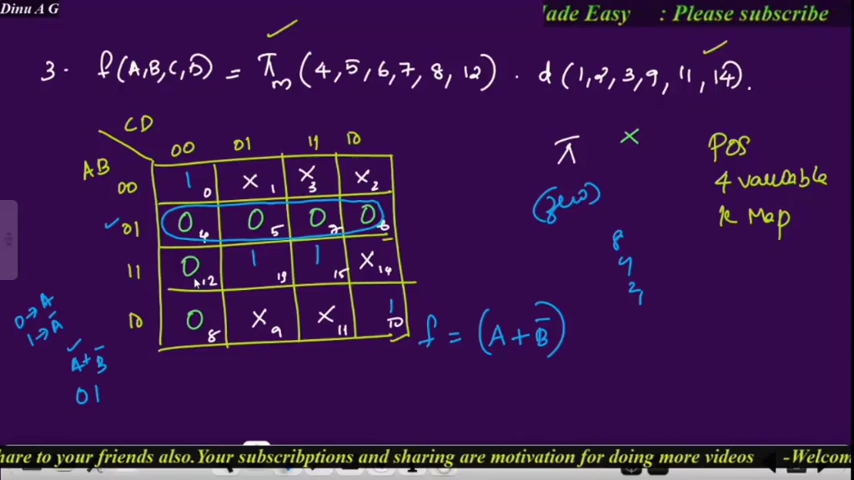 Dinu A G
Made Easy : Please subscribe
3. f(A,B,C,D) = πm (4,5,6,7,8,12) . d(1,2,3,9,11,14).
CD
AB
00 01 11 10
00 1 0 X 1 X 3 X 2
01 0 4 0 5 0 7 0 6
11 0 12 1 13 1 15 X 14
10 0 8 X 9 X 11 1 10
π X
(zero)
POS
4 variable
k Map
8
4
2
0→A
1→A̅
A+B̅
01
f = (A+B̅)
hare to your friends also.Your subscribptions and sharing are motivation for doing more videos -Welcom